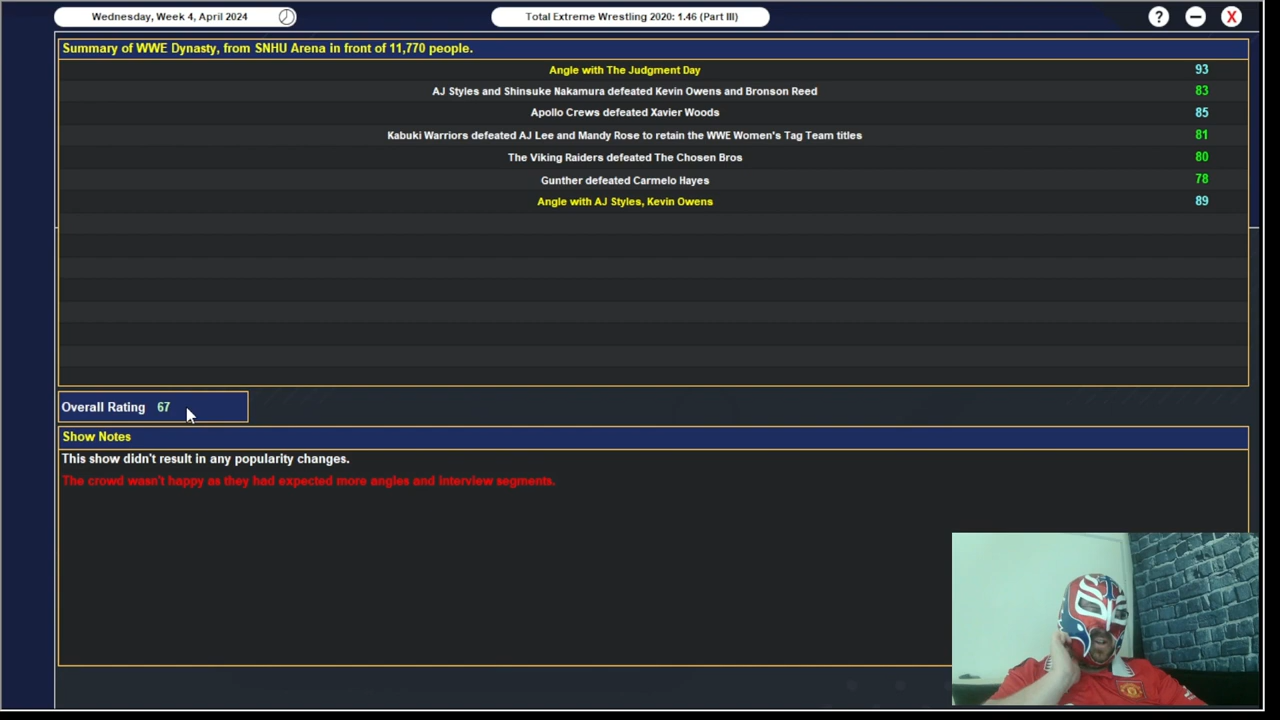 Wednesday, Week 4, April 2024
Total Extreme Wrestling 2020: 1.46 (Part III)
? X
Summary of WWE Dynasty, from SNHU Arena in front of 11,770 people.
Angle with The Judgment Day 93
AJ Styles and Shinsuke Nakamura defeated Kevin Owens and Bronson Reed 83
Apollo Crews defeated Xavier Woods 85
Kabuki Warriors defeated AJ Lee and Mandy Rose to retain the WWE Women's Tag Team titles 81
The Viking Raiders defeated The Chosen Bros 80
Gunther defeated Carmelo Hayes 78
Angle with AJ Styles, Kevin Owens 89
Overall Rating 67
Show Notes
This show didn't result in any popularity changes.
The crowd wasn't happy as they had expected more angles and interview segments.